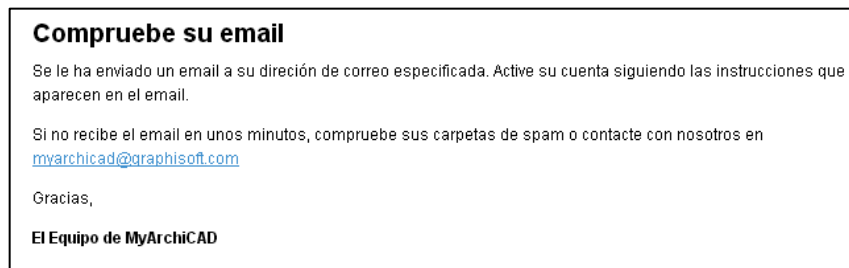 Compruebe su email
Se le ha enviado un email a su direción de correo especificada. Active su cuenta siguiendo las instrucciones que
aparecen en el email.
Si no recibe el email en unos minutos, compruebe sus carpetas de spam o contacte con nosotros en
myarchicad@graphisoft.com
Gracias,
El Equipo de MyArchiCAD